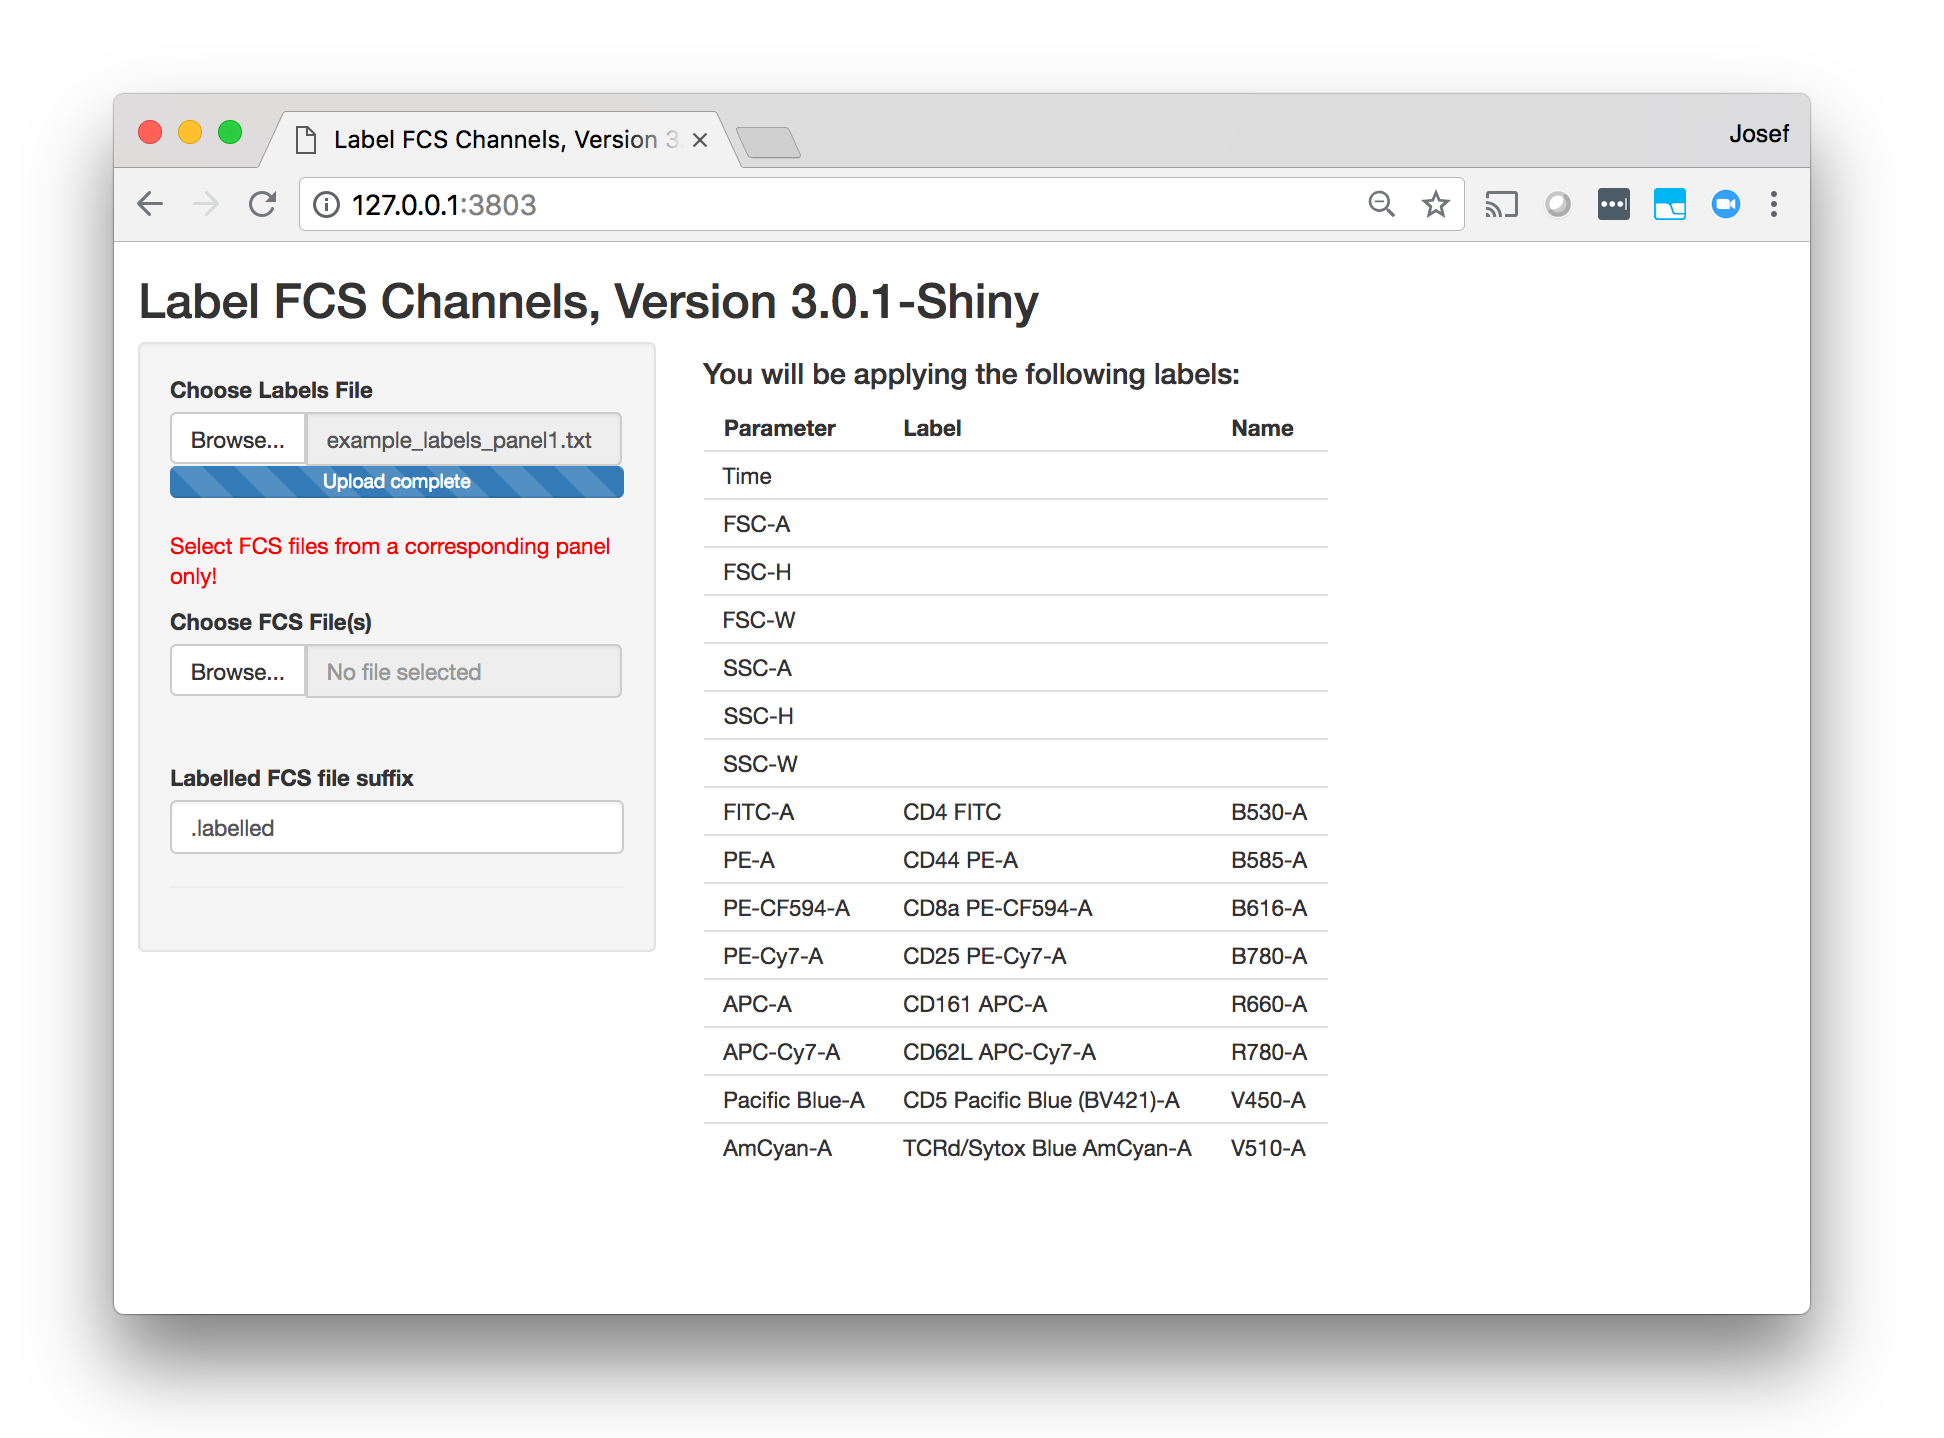 Label FCS Channels, Version 3
Josef
127.0.0.1:3803
Label FCS Channels, Version 3.0.1-Shiny
Choose Labels File
Browse... example_labels_panel1.txt
Upload complete
Select FCS files from a corresponding panel
only!
Choose FCS File(s)
Browse... No file selected
Labelled FCS file suffix
.labelled
You will be applying the following labels:
Parameter Label Name
Time
FSC-A
FSC-H
FSC-W
SSC-A
SSC-H
SSC-W
FITC-A CD4 FITC B530-A
PE-A CD44 PE-A B585-A
PE-CF594-A CD8a PE-CF594-A B616-A
PE-Cy7-A CD25 PE-Cy7-A B780-A
APC-A CD161 APC-A R660-A
APC-Cy7-A CD62L APC-Cy7-A R780-A
Pacific Blue-A CD5 Pacific Blue (BV421)-A V450-A
AmCyan-A TCRd/Sytox Blue AmCyan-A V510-A